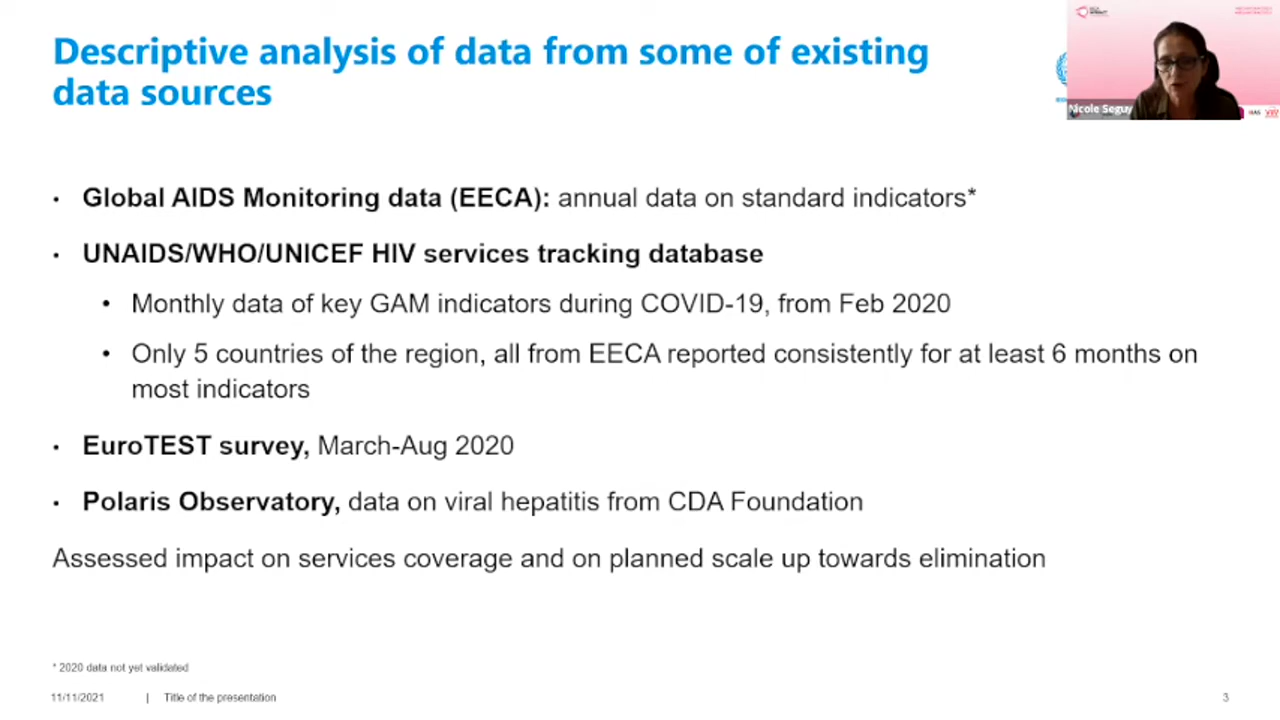 Descriptive analysis of data from some of existing
data sources
Nicole Seguy
• Global AIDS Monitoring data (EECA): annual data on standard indicators*
• UNAIDS/WHO/UNICEF HIV services tracking database
• Monthly data of key GAM indicators during COVID-19, from Feb 2020
• Only 5 countries of the region, all from EECA reported consistently for at least 6 months on
most indicators
• EuroTEST survey, March-Aug 2020
• Polaris Observatory, data on viral hepatitis from CDA Foundation
Assessed impact on services coverage and on planned scale up towards elimination
* 2020 data not yet validated
11/11/2021 | Title of the presentation
3